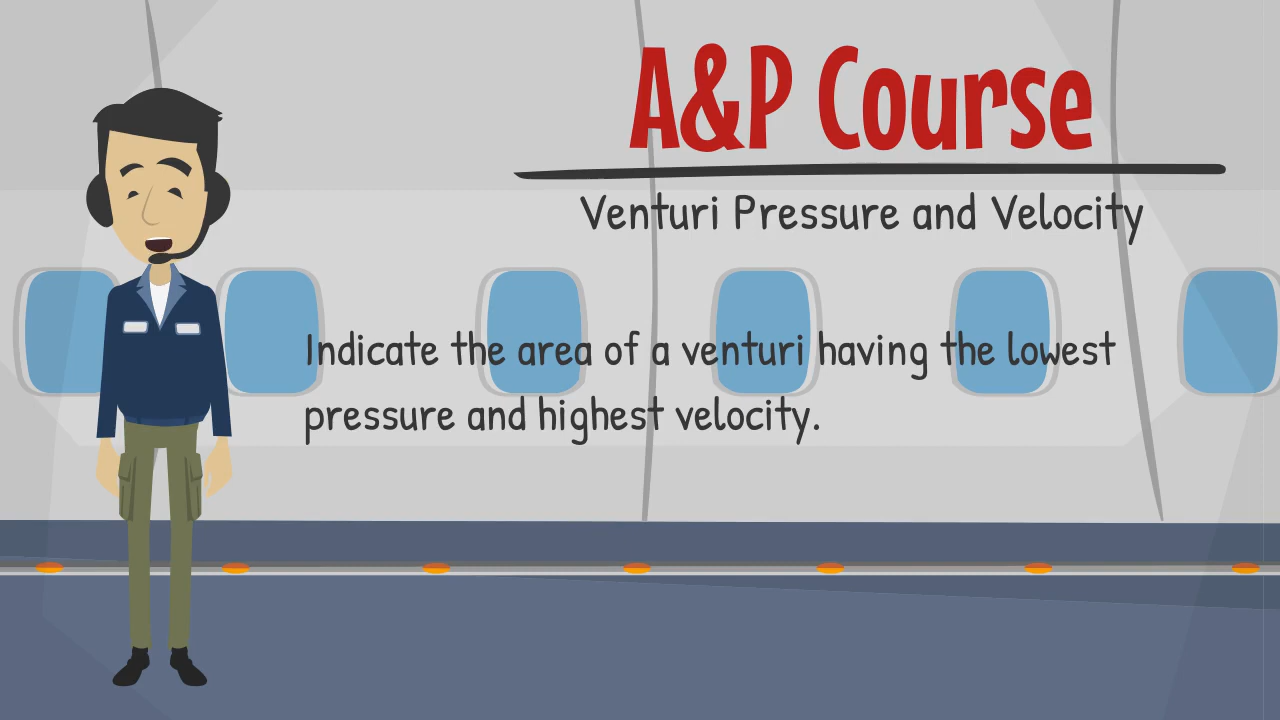 A&P Course
Venturi Pressure and Velocity
Indicate the area of a venturi having the lowest
pressure and highest velocity.